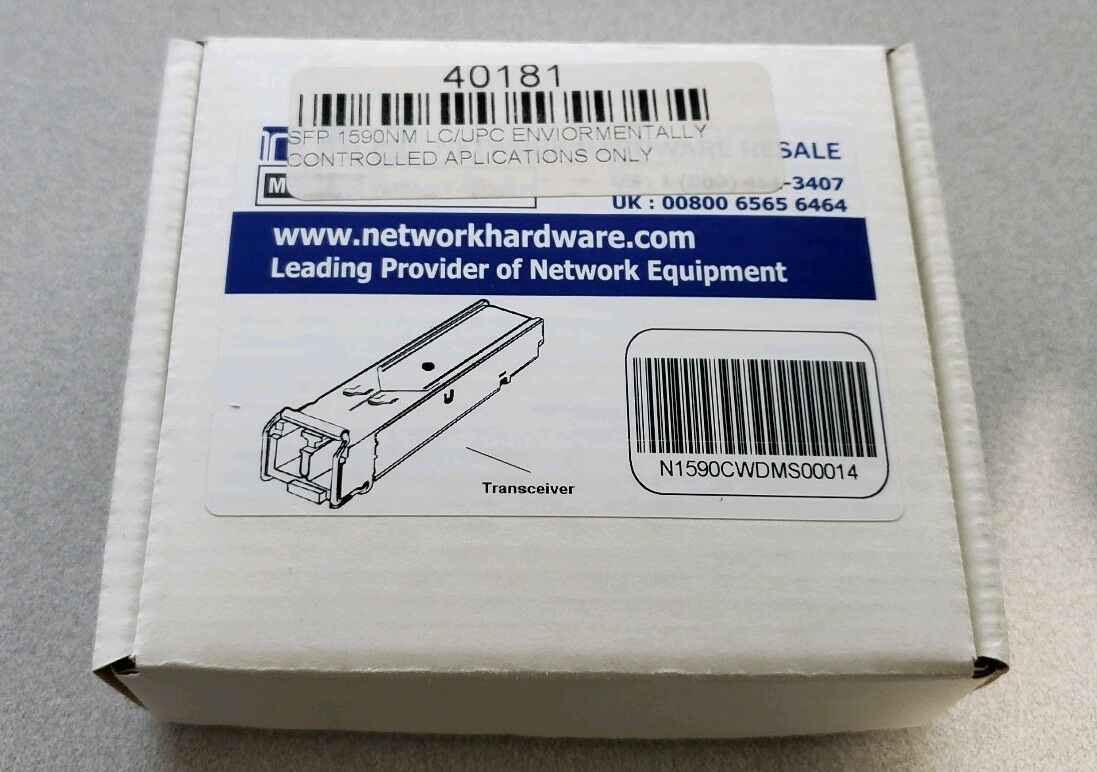 40181
SFP 1590NM LC/UPC ENVIORMENTALLY
CONTROLLED APLICATIONS ONLY
RESALE
-3407
UK : 00800 6565 6464
www.networkhardware.com
Leading Provider of Network Equipment
Transceiver
N1590CWDMS00014